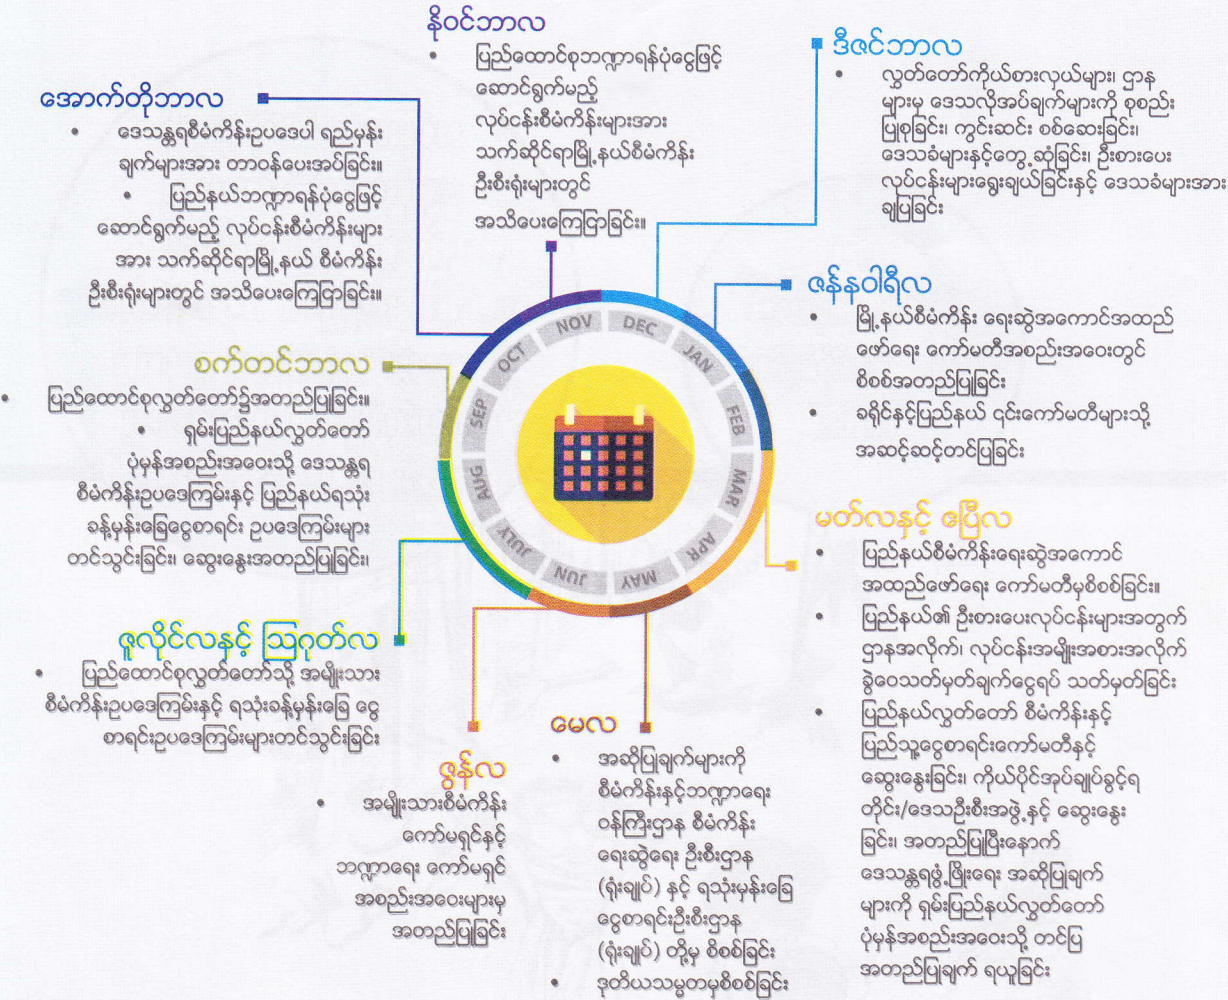 နိုဝင်ဘာလ
• ပြည်ထောင်စုဘဏ္ဍာရန်ပုံငွေဖြင့်
ဆောင်ရွက်မည့်
လုပ်ငန်းစီမံကိန်းများအား
သက်ဆိုင်ရာမြို့နယ်စီမံကိန်း
ဦးစီးရုံးများတွင်
အသိပေးကြေငြာခြင်း။
ဒီဇင်ဘာလ
• လွှတ်တော်ကိုယ်စားလှယ်များ၊ ဌာန
များမှ ဒေသလိုအပ်ချက်များကို စုစည်း
ပြုစုခြင်း၊ ကွင်းဆင်း စစ်ဆေးခြင်း၊
ဒေသခံများနှင့်တွေ့ဆုံခြင်း၊ ဦးစားပေး
လုပ်ငန်းများရွေးချယ်ခြင်းနှင့် ဒေသခံများအား
ချပြခြင်း
ဇန်နဝါရီလ
• မြို့နယ်စီမံကိန်း ရေးဆွဲအကောင်အထည်
ဖော်ရေး ကော်မတီအစည်းအဝေးတွင်
စိစစ်အတည်ပြုခြင်း
• ခရိုင်နှင့်ပြည်နယ် ၎င်းကော်မတီများသို့
အဆင့်ဆင့်တင်ပြခြင်း
မတ်လနှင့် ဧပြီလ
• ပြည်နယ်စီမံကိန်းရေးဆွဲအကောင်
အထည်ဖော်ရေး ကော်မတီမှစိစစ်ခြင်း။
• ပြည်နယ်၏ ဦးစားပေးလုပ်ငန်းများအတွက်
ဌာနအလိုက်၊ လုပ်ငန်းအမျိုးအစားအလိုက်
ခွဲဝေသတ်မှတ်ချက်ငွေရပ် သတ်မှတ်ခြင်း
• ပြည်နယ်လွှတ်တော် စီမံကိန်းနှင့်
ပြည်သူ့ငွေစာရင်းကော်မတီနှင့်
ဆွေးနွေးခြင်း၊ ကိုယ်ပိုင်အုပ်ချုပ်ခွင့်ရ
တိုင်း/ဒေသဦးစီးအဖွဲ့နှင့် ဆွေးနွေး
ခြင်း၊ အတည်ပြုပြီးနောက်
ဒေသန္တရဖွံ့ဖြိုးရေး အဆိုပြုချက်
များကို ရှမ်းပြည်နယ်လွှတ်တော်
ပုံမှန်အစည်းအဝေးသို့ တင်ပြ
အတည်ပြုချက် ရယူခြင်း
မေလ
• အဆိုပြုချက်များကို
စီမံကိန်းနှင့်ဘဏ္ဍာရေး
ဝန်ကြီးဌာန စီမံကိန်း
ရေးဆွဲရေး ဦးစီးဌာန
(ရုံးချုပ်) နှင့် ရသုံးမှန်းခြေ
ငွေစာရင်းဦးစီးဌာန
(ရုံးချုပ်) တို့မှ စိစစ်ခြင်း
• ဒုတိယသမ္မတမှစိစစ်ခြင်း
ဇွန်လ
• အမျိုးသားစီမံကိန်း
ကော်မရှင်နှင့်
ဘဏ္ဍာရေး ကော်မရှင်
အစည်းအဝေးများမှ
အတည်ပြုခြင်း
ဇူလိုင်လနှင့် ဩဂုတ်လ
• ပြည်ထောင်စုလွှတ်တော်သို့ အမျိုးသား
စီမံကိန်းဥပဒေကြမ်းနှင့် ရသုံးခန့်မှန်းခြေ ငွေ
စာရင်းဥပဒေကြမ်းများတင်သွင်းခြင်း
စက်တင်ဘာလ
• ပြည်ထောင်စုလွှတ်တော်၌အတည်ပြုခြင်း။
• ရှမ်းပြည်နယ်လွှတ်တော်
ပုံမှန်အစည်းအဝေးသို့ ဒေသန္တရ
စီမံကိန်းဥပဒေကြမ်းနှင့် ပြည်နယ်ရသုံး
ခန့်မှန်းခြေငွေစာရင်း ဥပဒေကြမ်းများ
တင်သွင်းခြင်း၊ ဆွေးနွေးအတည်ပြုခြင်း၊
အောက်တိုဘာလ
• ဒေသန္တရစီမံကိန်းဥပဒေပါ ရည်မှန်း
ချက်များအား တာဝန်ပေးအပ်ခြင်း။
• ပြည်နယ်ဘဏ္ဍာရန်ပုံငွေဖြင့်
ဆောင်ရွက်မည့် လုပ်ငန်းစီမံကိန်းများ
အား သက်ဆိုင်ရာမြို့နယ် စီမံကိန်း
ဦးစီးရုံးများတွင် အသိပေးကြေငြာခြင်း။
NOV
DEC
JAN
FEB
MAR
APR
MAY
JUN
JULY
AUG
SEP
OCT